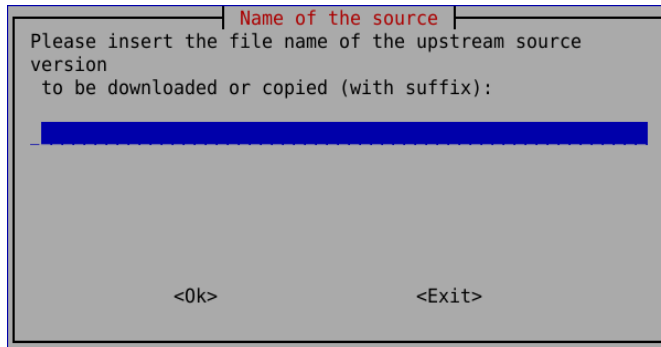 Name of the source
Please insert the file name of the upstream source
version
to be downloaded or copied (with suffix):
<Ok> <Exit>